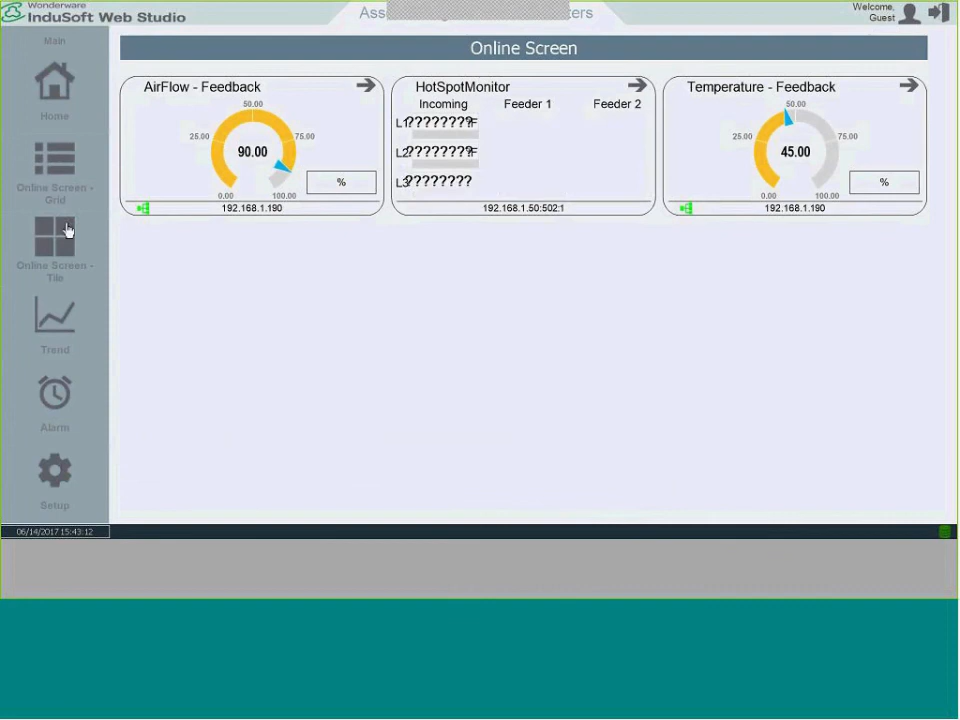 Wonderware
InduSoft Web Studio
Welcome,
Guest
Main
Home
Online Screen -
Grid
Online Screen -
Tile
Trend
Alarm
Setup
06/14/2017 15:43:12
Online Screen
AirFlow - Feedback
50.00
25.00
75.00
90.00
%
0.00
100.00
192.168.1.190
HotSpotMonitor
Incoming Feeder 1 Feeder 2
L1 ????????F
L2 ????????F
L3 ????????
192.168.1.50:502:1
Temperature - Feedback
50.00
25.00
75.00
45.00
%
0.00
100.00
192.168.1.190